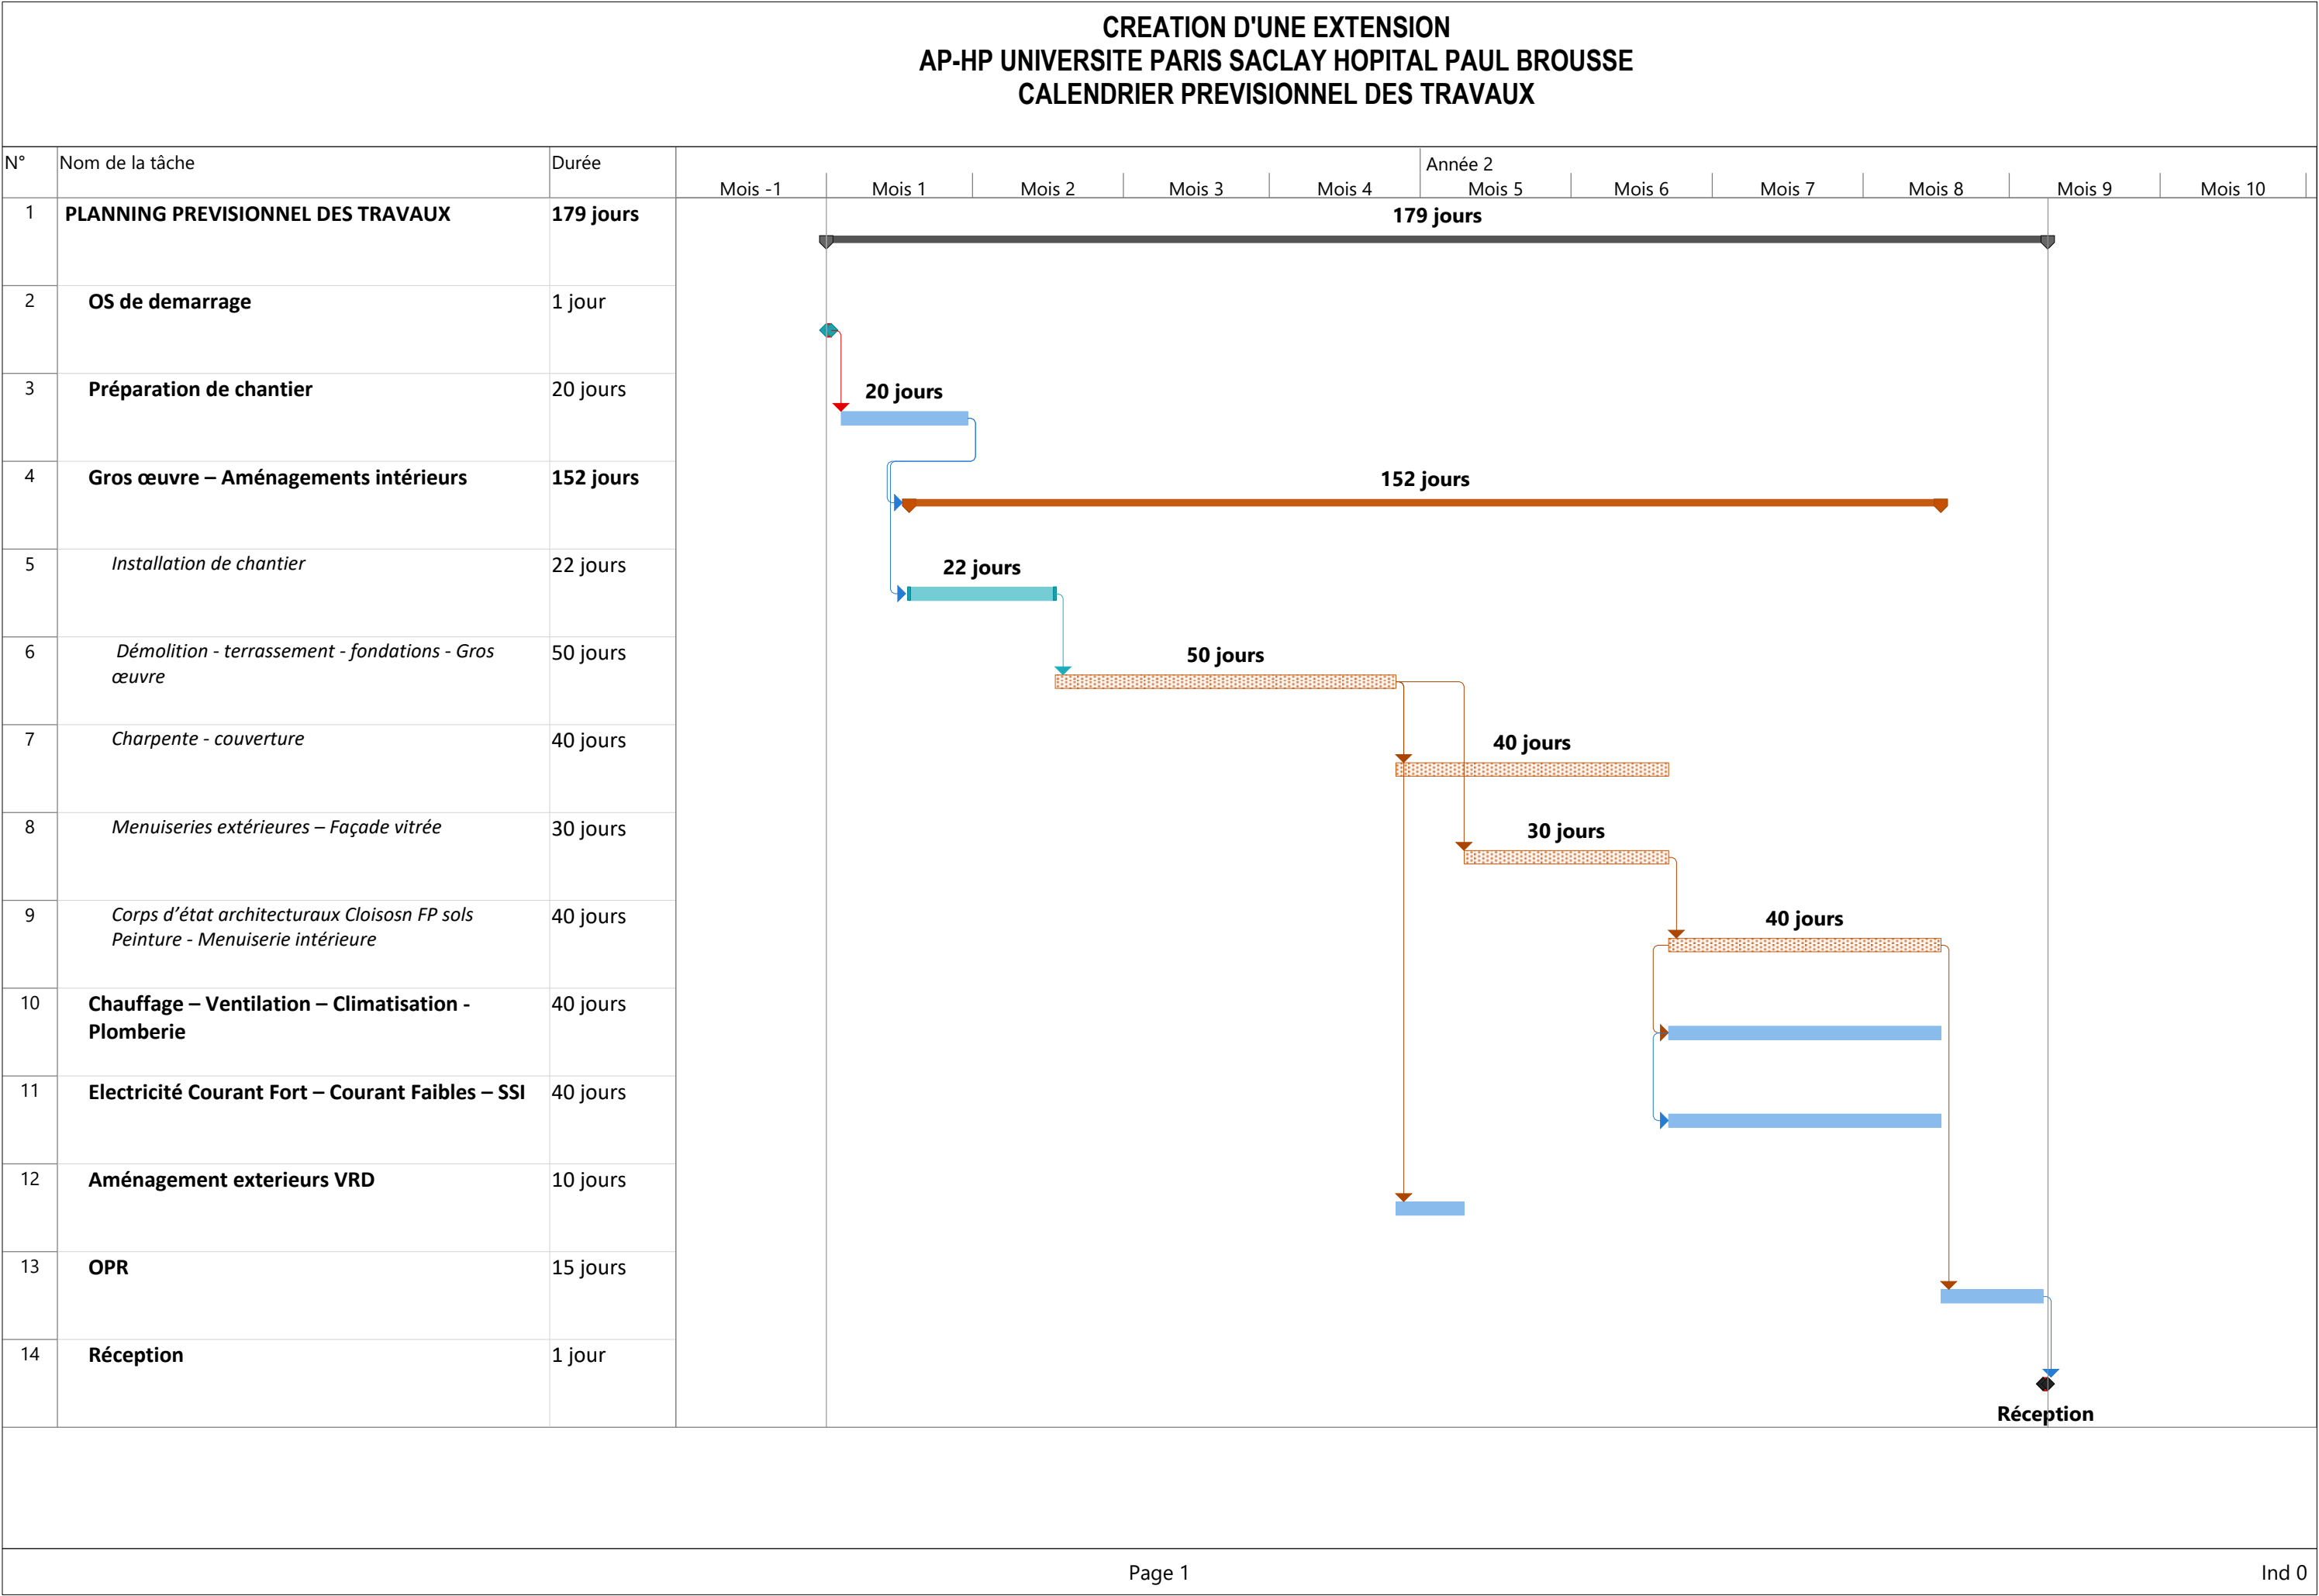 CREATION D'UNE EXTENSION
AP-HP UNIVERSITE PARIS SACLAY HOPITAL PAUL BROUSSE
CALENDRIER PREVISIONNEL DES TRAVAUX
N° Nom de la tâche Durée
Année 2
Mois -1 Mois 1 Mois 2 Mois 3 Mois 4 Mois 5 Mois 6 Mois 7 Mois 8 Mois 9 Mois 10
1 PLANNING PREVISIONNEL DES TRAVAUX 179 jours 179 jours
2 OS de demarrage 1 jour
3 Préparation de chantier 20 jours 20 jours
4 Gros œuvre – Aménagements intérieurs 152 jours 152 jours
5 Installation de chantier 22 jours 22 jours
6 Démolition - terrassement - fondations - Gros 50 jours 50 jours
œuvre
7 Charpente - couverture 40 jours 40 jours
8 Menuiseries extérieures – Façade vitrée 30 jours 30 jours
9 Corps d’état architecturaux Cloisosn FP sols 40 jours 40 jours
Peinture - Menuiserie intérieure
10 Chauffage – Ventilation – Climatisation - 40 jours
Plomberie
11 Electricité Courant Fort – Courant Faibles – SSI 40 jours
12 Aménagement exterieurs VRD 10 jours
13 OPR 15 jours
14 Réception 1 jour
Réception
Page 1 Ind 0